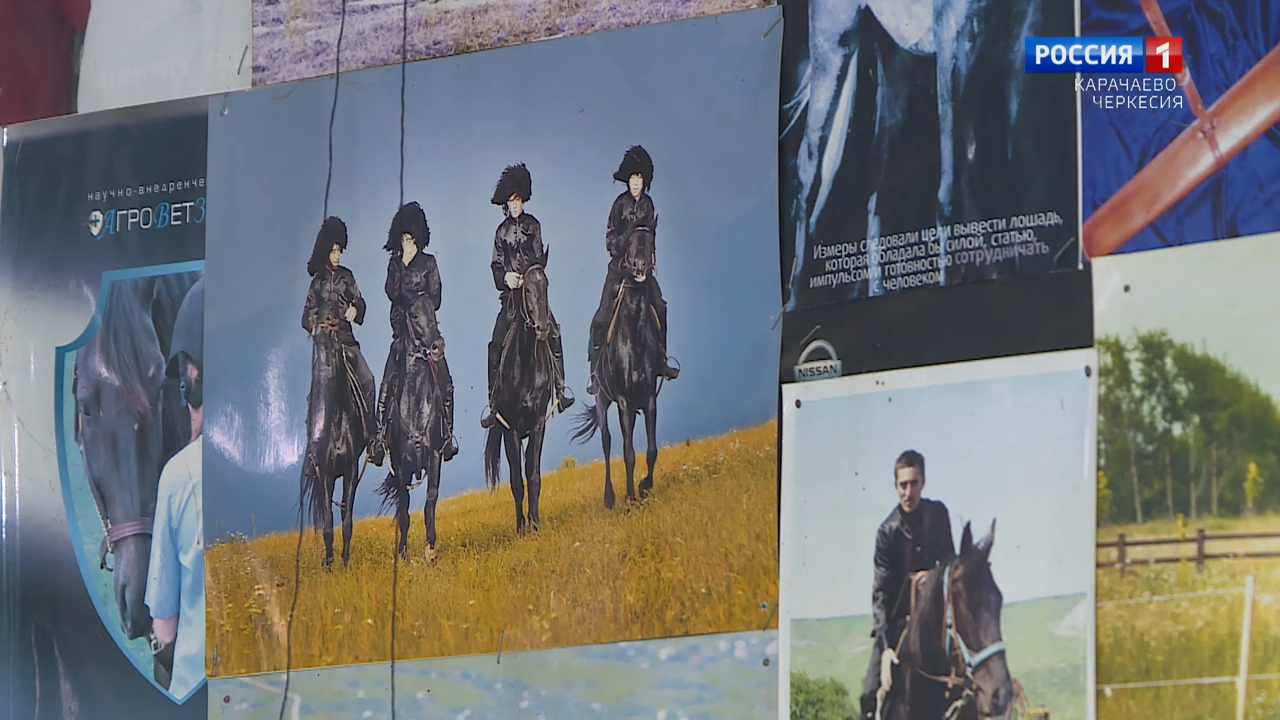 РОССИЯ 1
КАРАЧАЕВО-
ЧЕРКЕСИЯ
научно-внедренче
АГРОВЕТЗ
Измеры следовали цели вывести лошадь,
которая обладала бы силой, статью,
импульсом и готовностью сотрудничать
с человеком
NISSAN